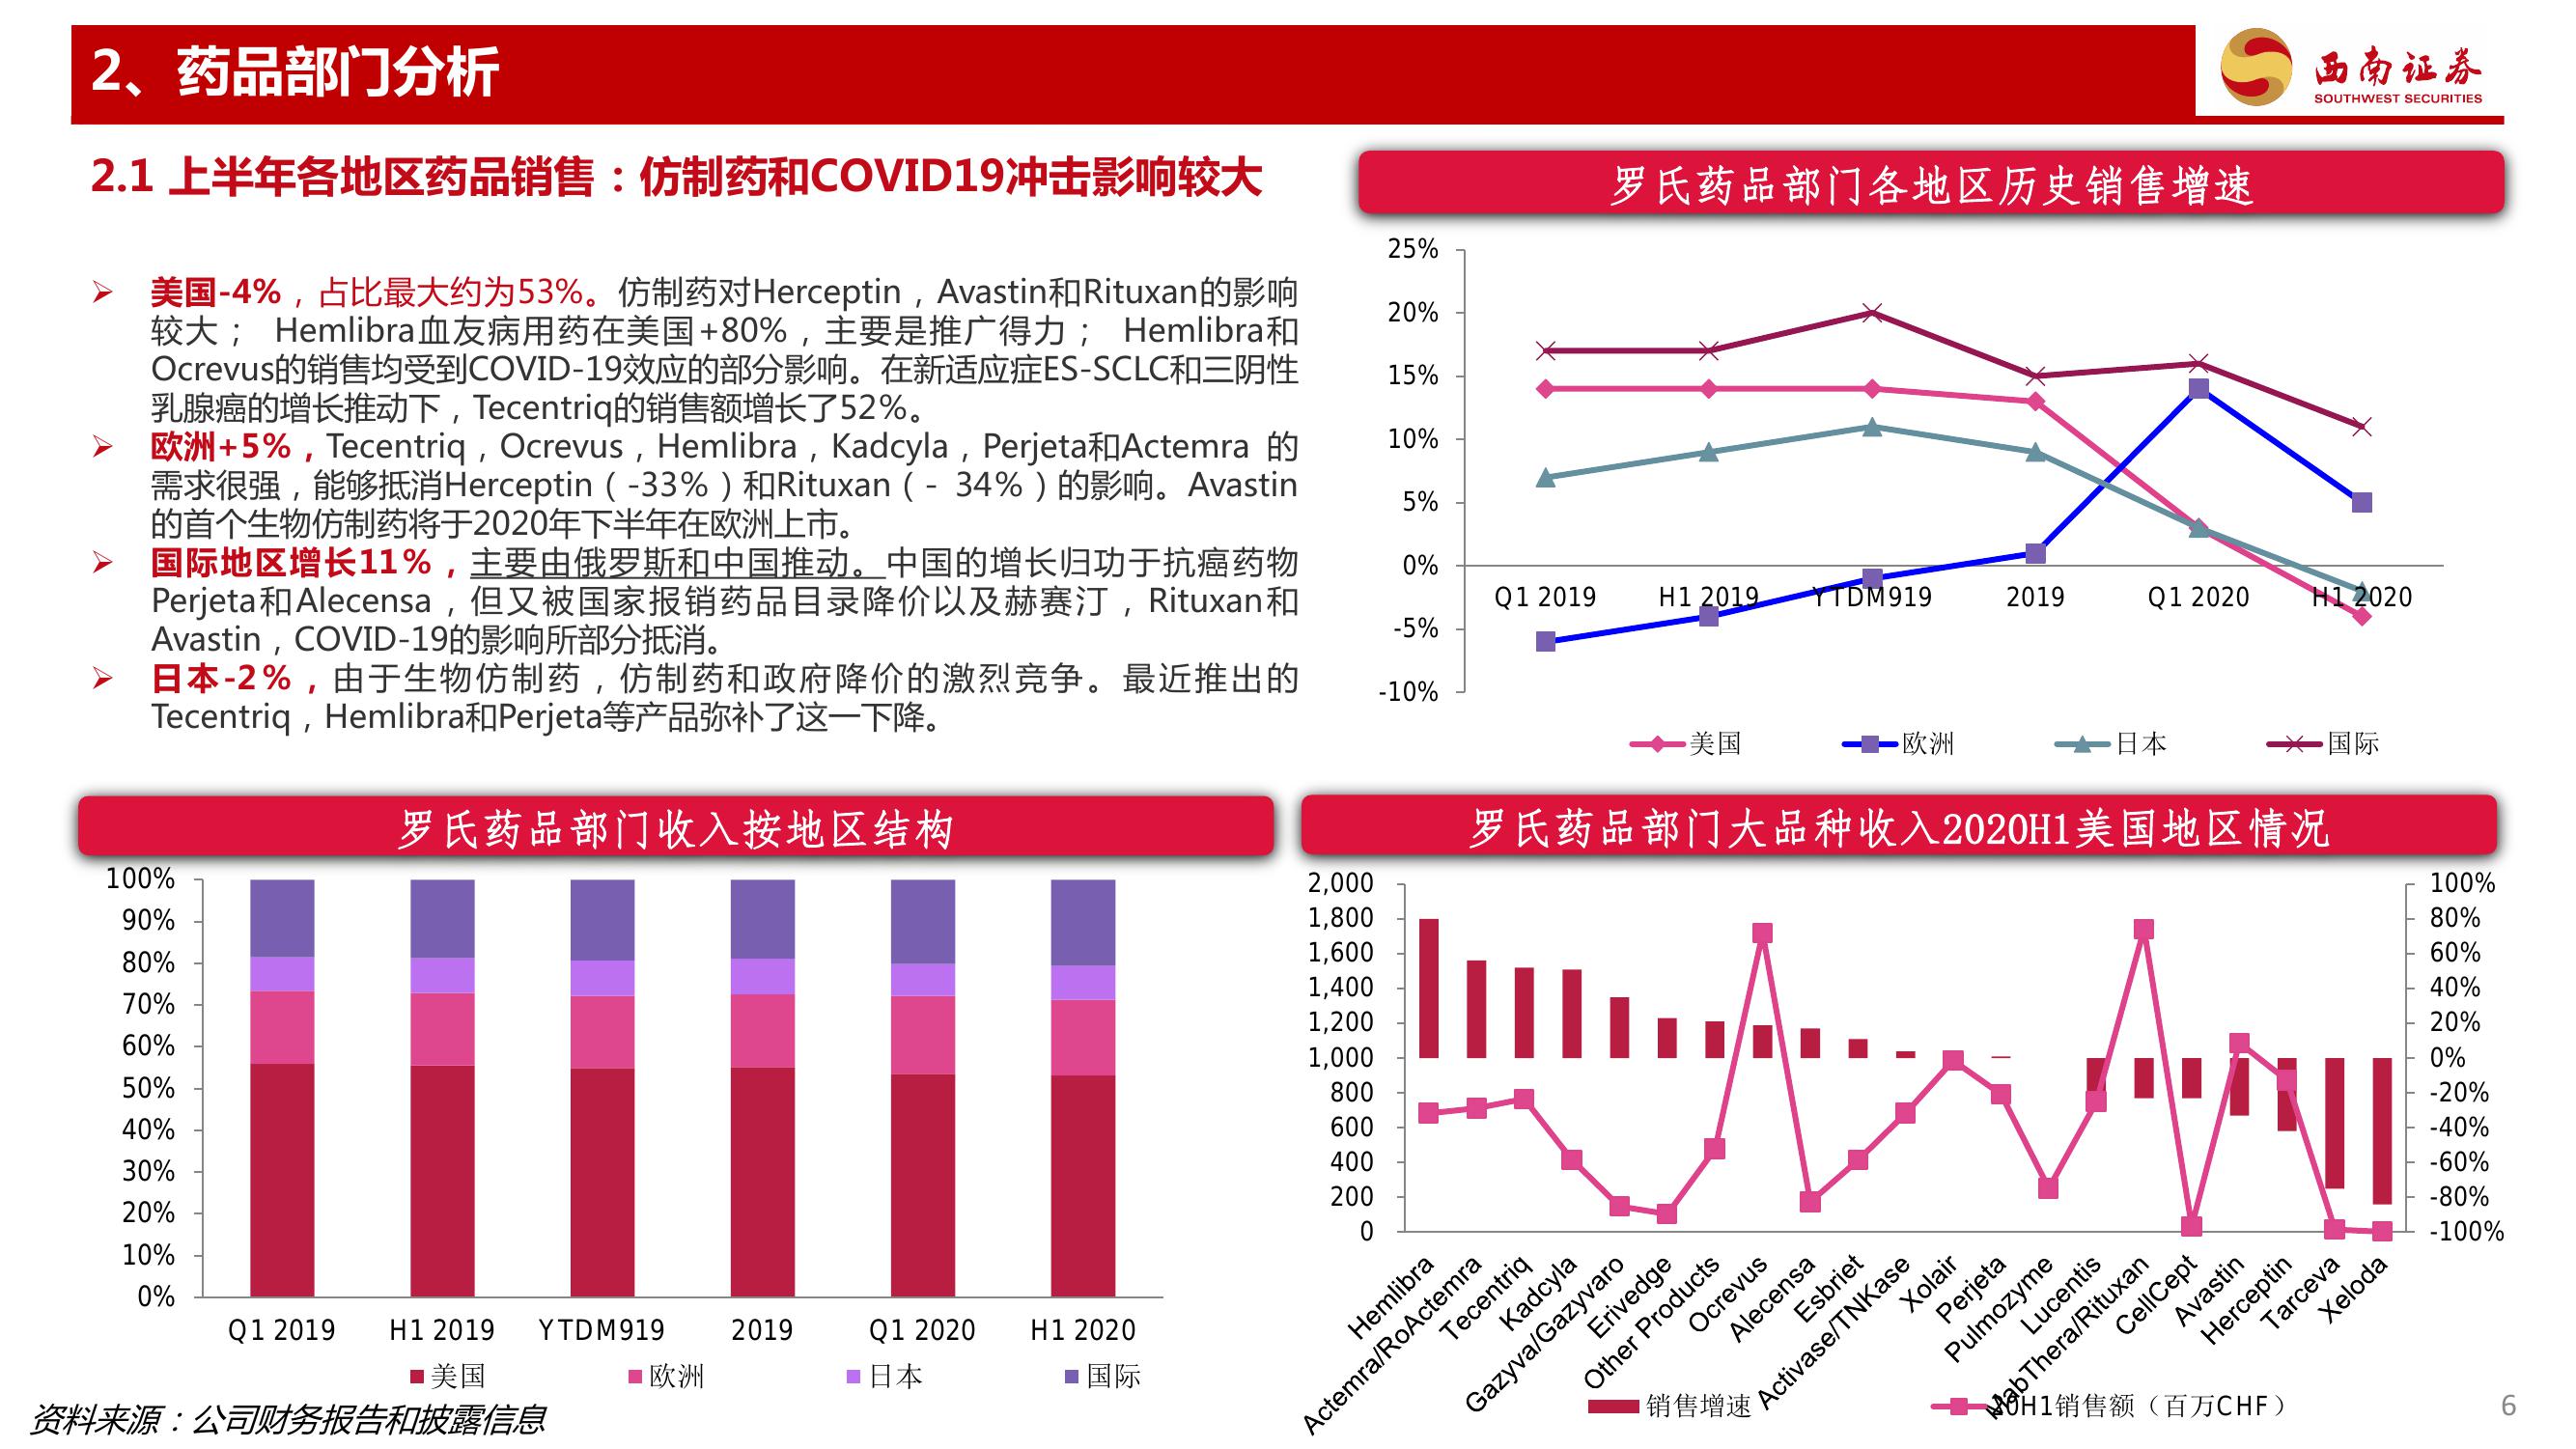 2、药品部门分析
西南证券
SOUTHWEST SECURITIES
2.1 上半年各地区药品销售：仿制药和COVID19冲击影响较大
➢ 美国-4%，占比最大约为53%。仿制药对Herceptin，Avastin和Rituxan的影响
较大； Hemlibra血友病用药在美国+80%，主要是推广得力； Hemlibra和
Ocrevus的销售均受到COVID-19效应的部分影响。在新适应症ES-SCLC和三阴性
乳腺癌的增长推动下，Tecentriq的销售额增长了52%。
➢ 欧洲+5%，Tecentriq，Ocrevus，Hemlibra，Kadcyla，Perjeta和Actemra 的
需求很强，能够抵消Herceptin（-33%）和Rituxan（- 34%）的影响。Avastin
的首个生物仿制药将于2020年下半年在欧洲上市。
➢ 国际地区增长11%，主要由俄罗斯和中国推动。中国的增长归功于抗癌药物
Perjeta和Alecensa，但又被国家报销药品目录降价以及赫赛汀，Rituxan和
Avastin，COVID-19的影响所部分抵消。
➢ 日本-2%，由于生物仿制药，仿制药和政府降价的激烈竞争。最近推出的
Tecentriq，Hemlibra和Perjeta等产品弥补了这一下降。
罗氏药品部门各地区历史销售增速
25%
20%
15%
10%
5%
0%
-5%
-10%
Q1 2019 H1 2019 YTDM919 2019 Q1 2020 H1 2020
美国 欧洲 日本 国际
罗氏药品部门收入按地区结构
100%
90%
80%
70%
60%
50%
40%
30%
20%
10%
0%
Q1 2019 H1 2019 YTDM919 2019 Q1 2020 H1 2020
美国 欧洲 日本 国际
罗氏药品部门大品种收入2020H1美国地区情况
2,000
1,800
1,600
1,400
1,200
1,000
800
600
400
200
0
100%
80%
60%
40%
20%
0%
-20%
-40%
-60%
-80%
-100%
Hemlibra
Actemra/RoActemra
Tecentriq
Kadcyla
Gazyva/Gazyvaro
Erivedge
Other Products
Ocrevus
Alecensa
Esbriet
Activase/TNKase
Xolair
Perjeta
Pulmozyme
Lucentis
MabThera/Rituxan
CellCept
Avastin
Herceptin
Tarceva
Xeloda
销售增速 20H1销售额（百万CHF）
资料来源：公司财务报告和披露信息
6